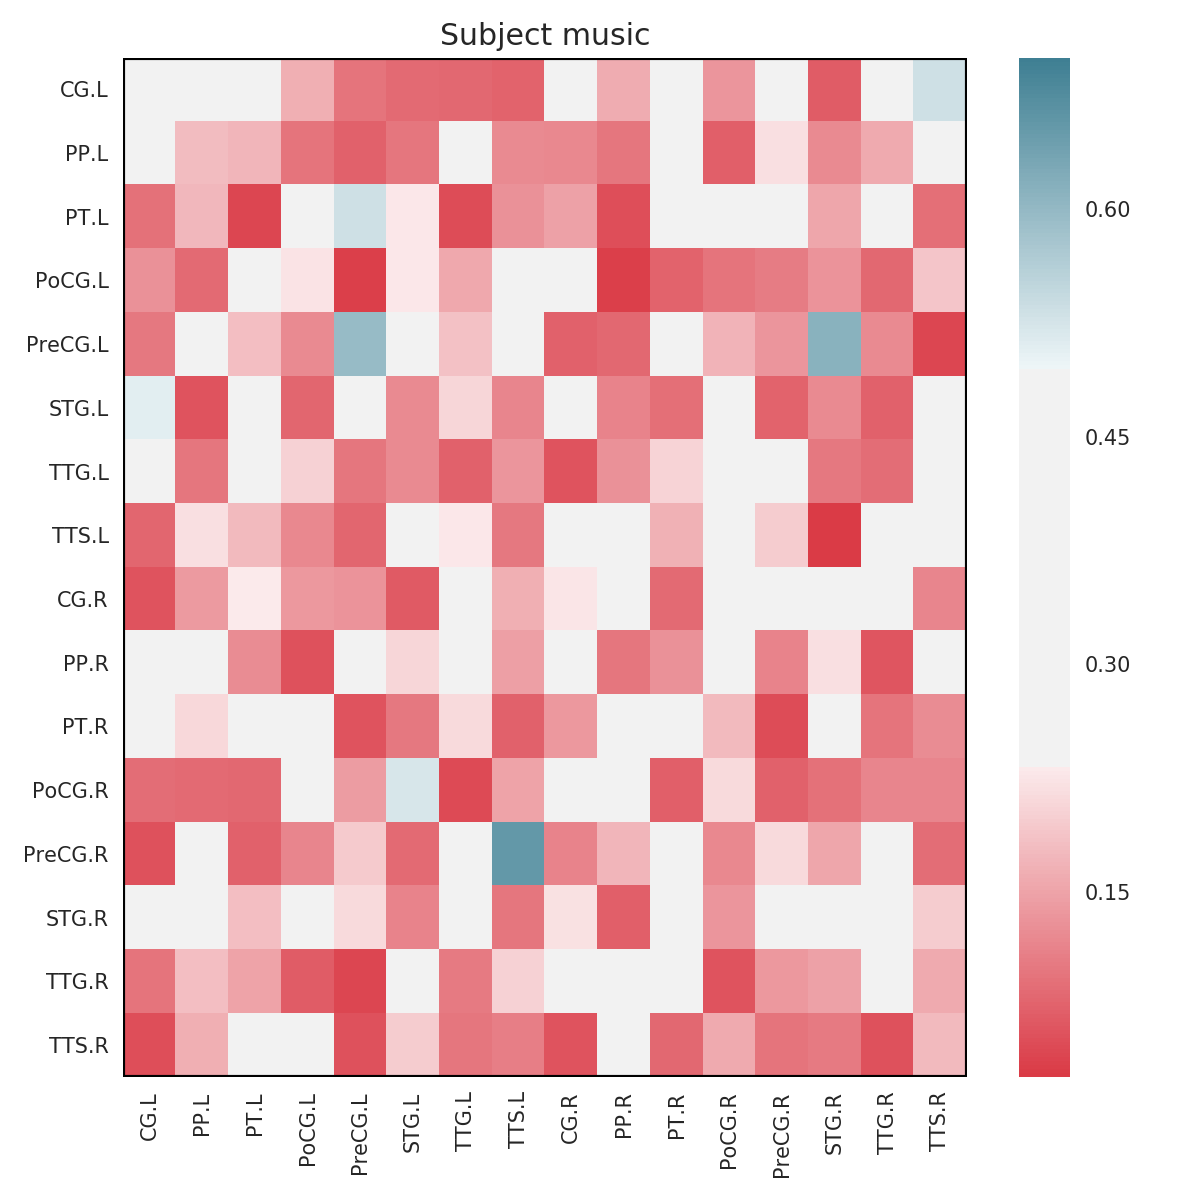 Subject music
CG.L
PP.L
PT.L
PoCG.L
PreCG.L
STG.L
TTG.L
TTS.L
CG.R
PP.R
PT.R
PoCG.R
PreCG.R
STG.R
TTG.R
TTS.R
CG.L
PP.L
PT.L
PoCG.L
PreCG.L
STG.L
TTG.L
TTS.L
CG.R
PP.R
PT.R
PoCG.R
PreCG.R
STG.R
TTG.R
TTS.R
0.60
0.45
0.30
0.15